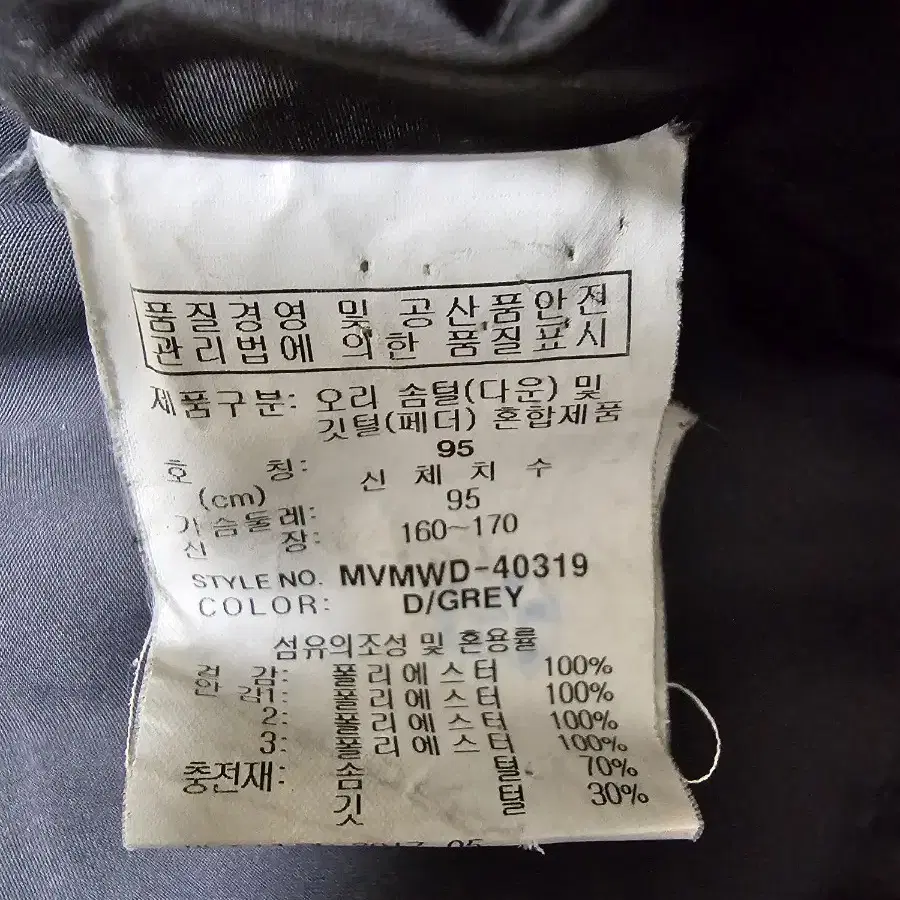 품질경영 및 공산품안전
관리법에 의한 품질표시
제품구분: 오리 솜털(다운) 및
깃털(페더) 혼합제품
95
호 칭: 신 체 치 수
(cm)
가슴둘레: 95
신 장: 160~170
STYLE NO. MVMWD-40319
COLOR: D/GREY
섬유의조성 및 혼용률
겉 감: 폴리에스터 100%
안 감1: 폴리에스터 100%
2: 폴리에스터 100%
3: 폴리에스터 100%
충전재: 솜 털 70%
깃 털 30%